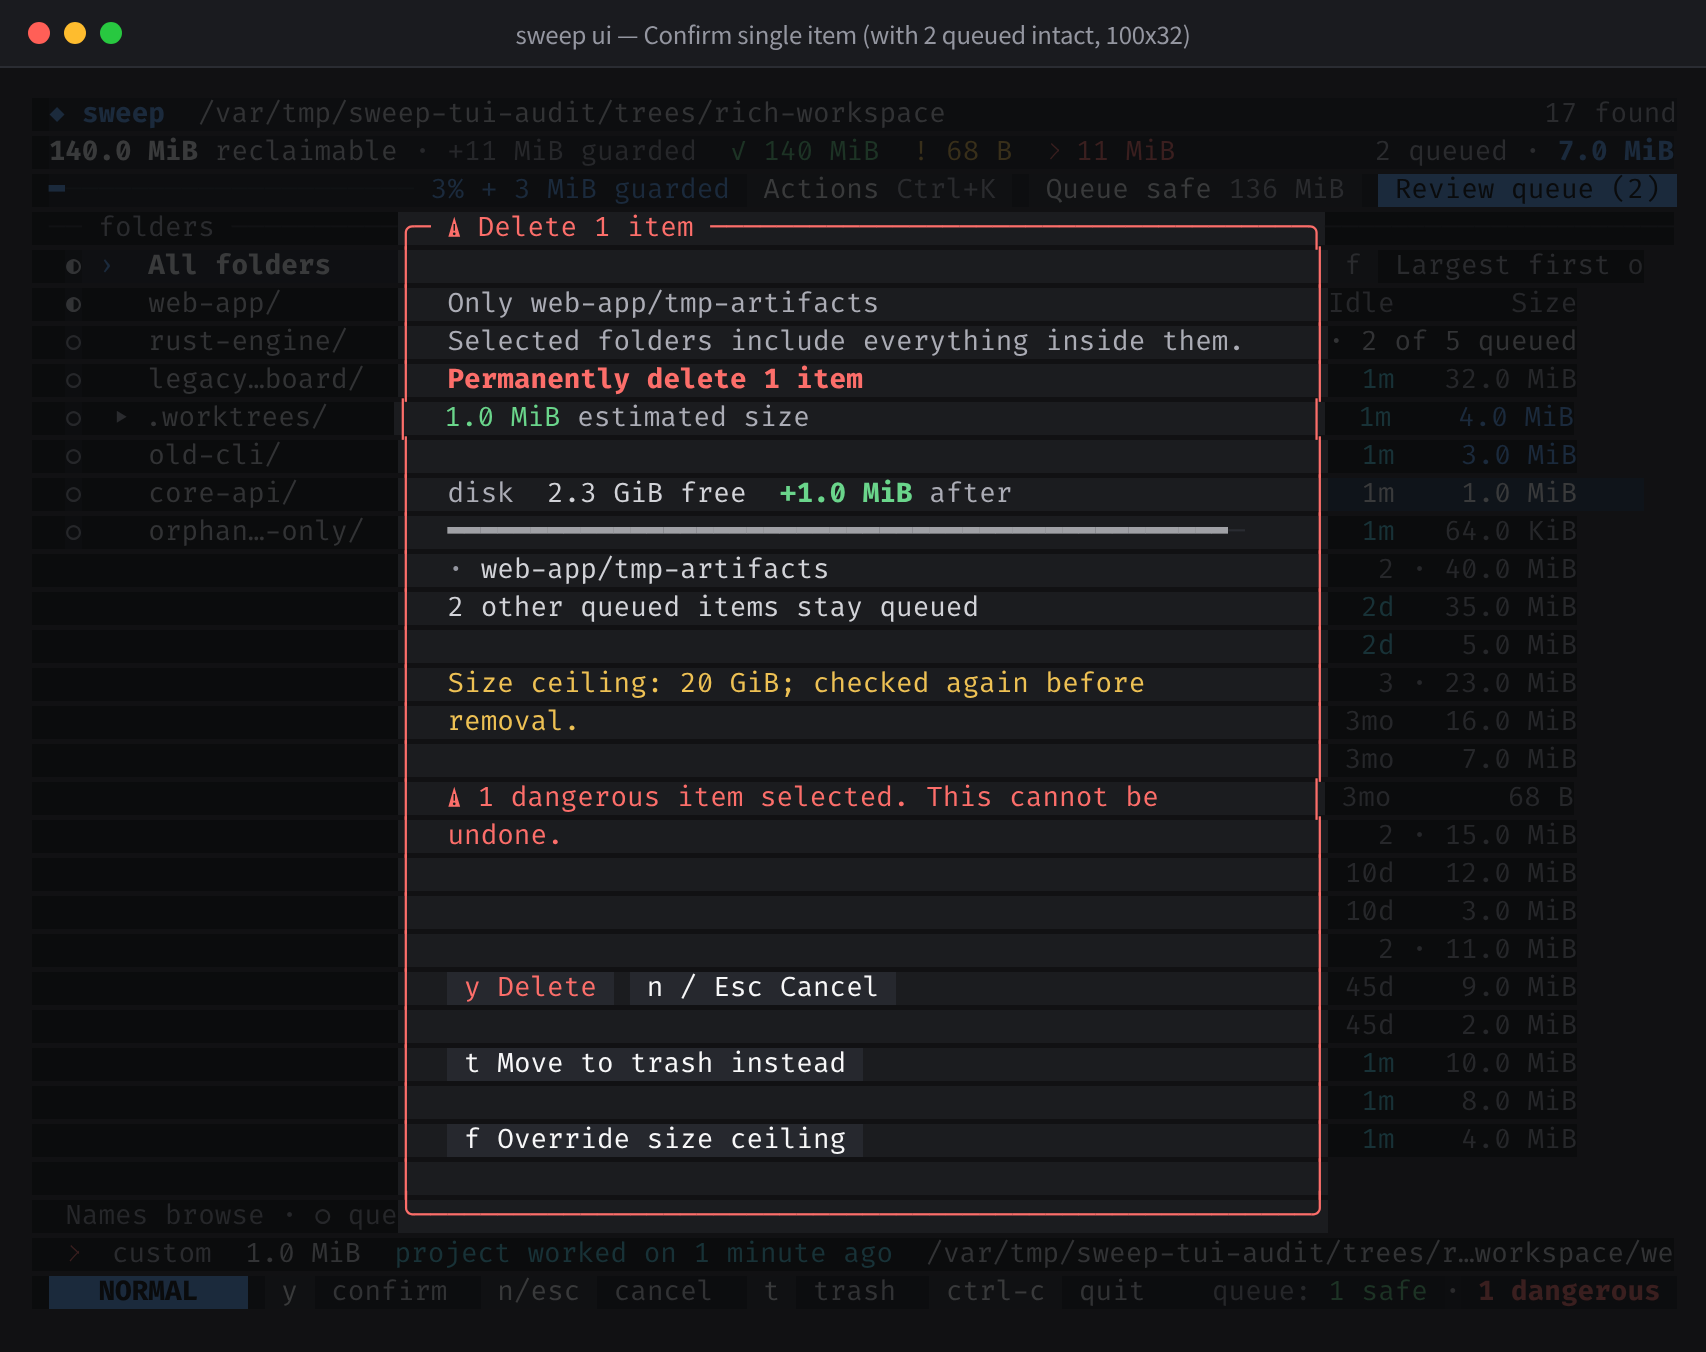 sweep ui — Confirm single item (with 2 queued intact, 100x32)
◆ sweep /var/tmp/sweep-tui-audit/trees/rich-workspace 17 found
140.0 MiB reclaimable · +11 MiB guarded √ 140 MiB ! 68 B > 11 MiB 2 queued · 7.0 MiB
3% + 3 MiB guarded Actions Ctrl+K Queue safe 136 MiB Review queue (2)
folders ⚠ Delete 1 item
◐ › All folders f Largest first o
◐ web-app/ Only web-app/tmp-artifacts Idle Size
○ rust-engine/ Selected folders include everything inside them. · 2 of 5 queued
○ legacy…board/ Permanently delete 1 item 1m 32.0 MiB
○ ▸ .worktrees/ 1.0 MiB estimated size 1m 4.0 MiB
○ old-cli/ 1m 3.0 MiB
○ core-api/ disk 2.3 GiB free +1.0 MiB after 1m 1.0 MiB
○ orphan…-only/ 1m 64.0 KiB
· web-app/tmp-artifacts 2 · 40.0 MiB
2 other queued items stay queued 2d 35.0 MiB
2d 5.0 MiB
Size ceiling: 20 GiB; checked again before 3 · 23.0 MiB
removal. 3mo 16.0 MiB
3mo 7.0 MiB
⚠ 1 dangerous item selected. This cannot be 3mo 68 B
undone. 2 · 15.0 MiB
10d 12.0 MiB
10d 3.0 MiB
2 · 11.0 MiB
y Delete n / Esc Cancel 45d 9.0 MiB
45d 2.0 MiB
t Move to trash instead 1m 10.0 MiB
1m 8.0 MiB
f Override size ceiling 1m 4.0 MiB
Names browse · ○ que
> custom 1.0 MiB project worked on 1 minute ago /var/tmp/sweep-tui-audit/trees/r…workspace/we
NORMAL y confirm n/esc cancel t trash ctrl-c quit queue: 1 safe · 1 dangerous